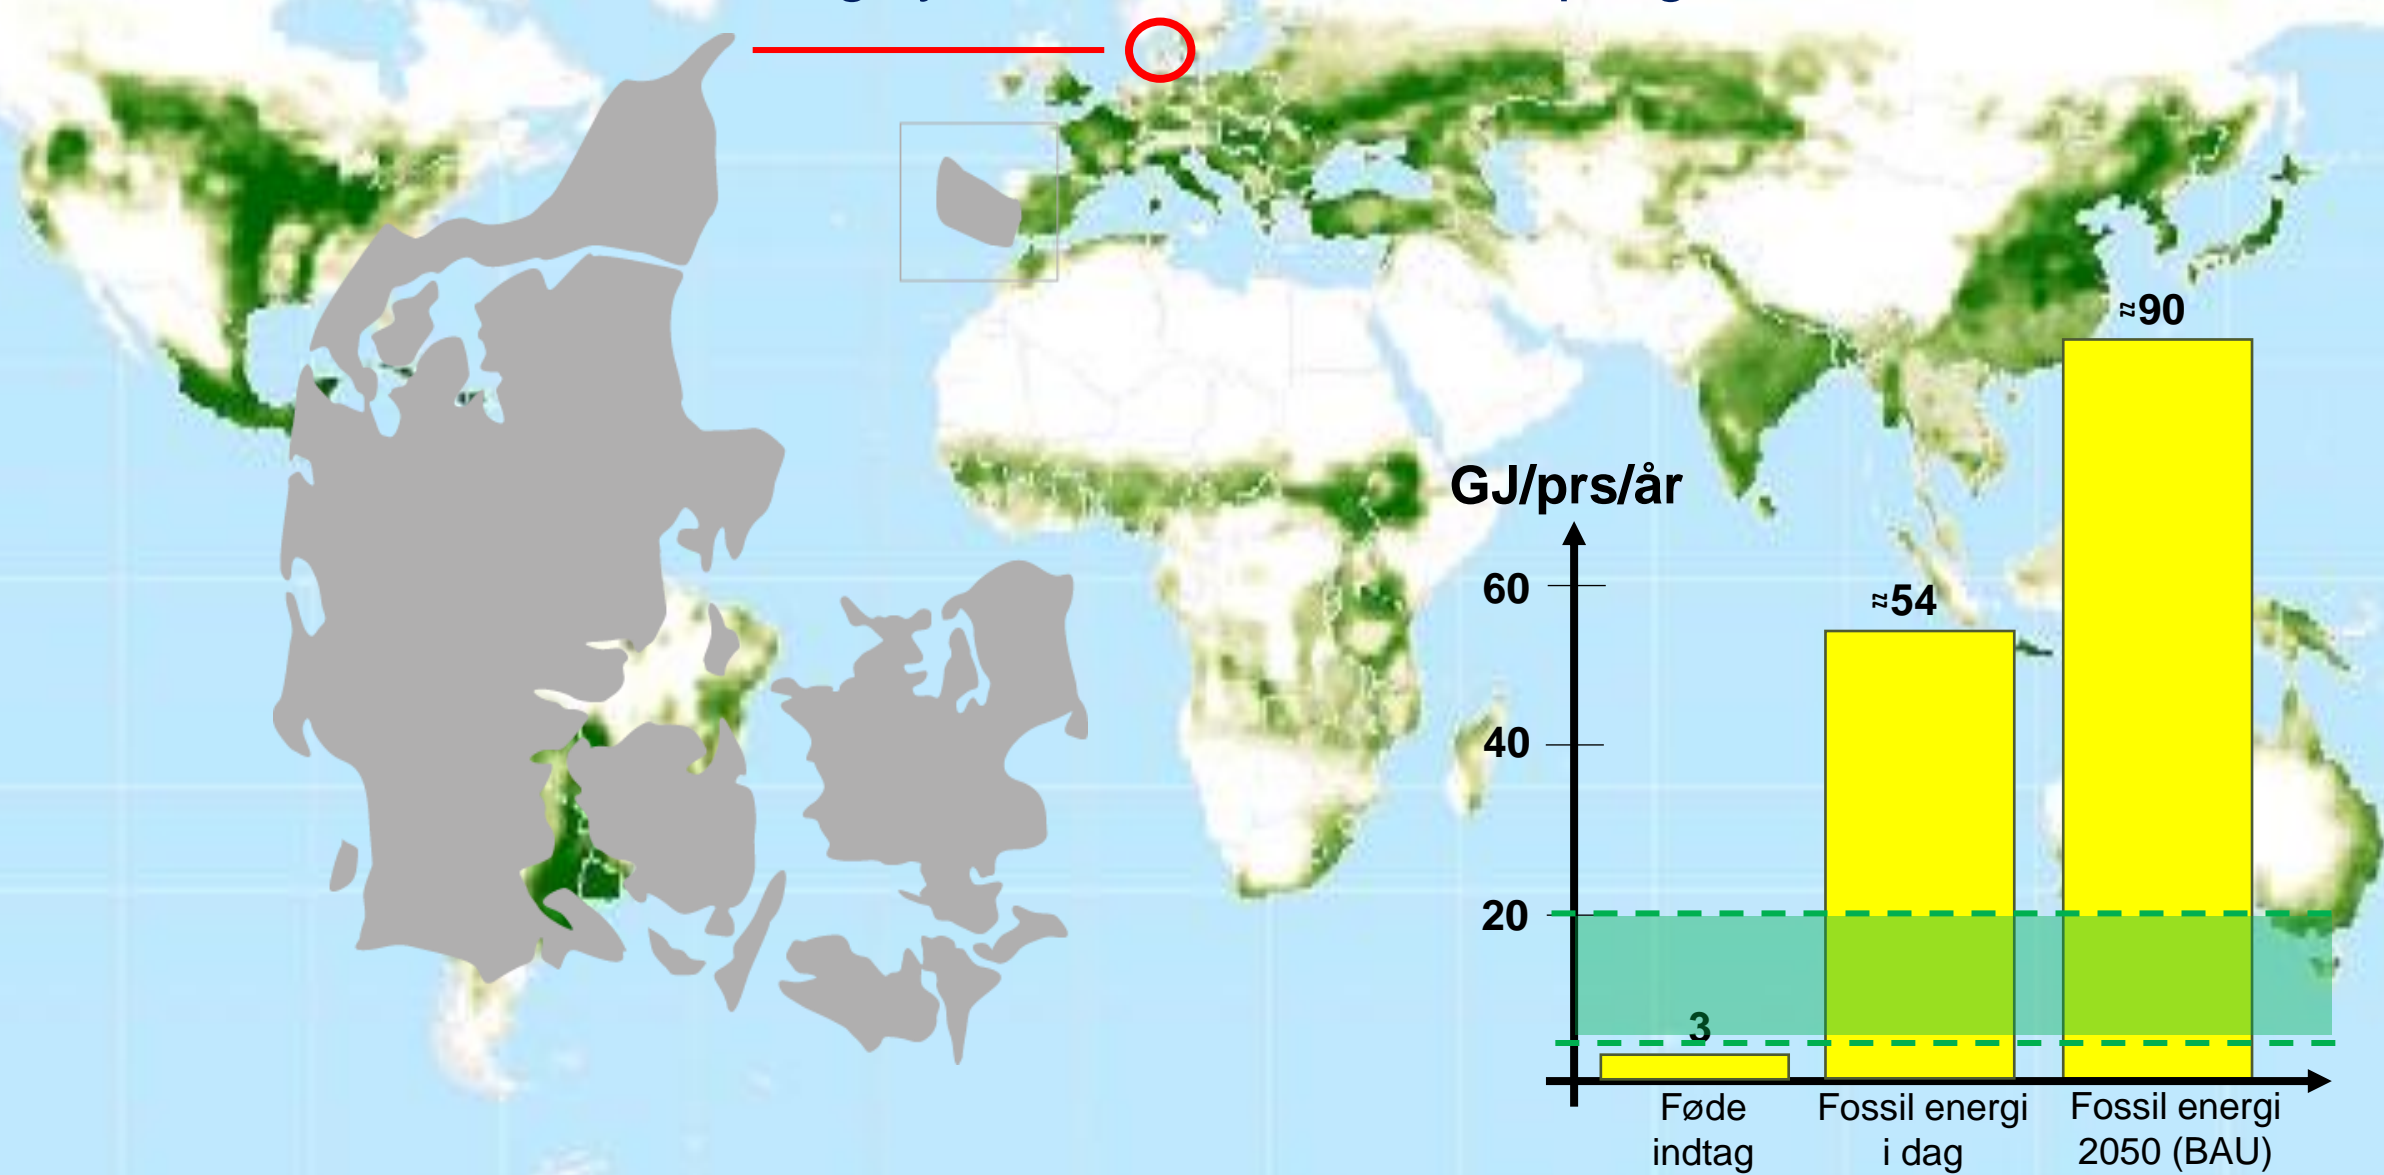 ≈90
GJ/prs/år
60
≈54
40
20
3
Føde
indtag
Fossil energi
i dag
Fossil energi
2050 (BAU)